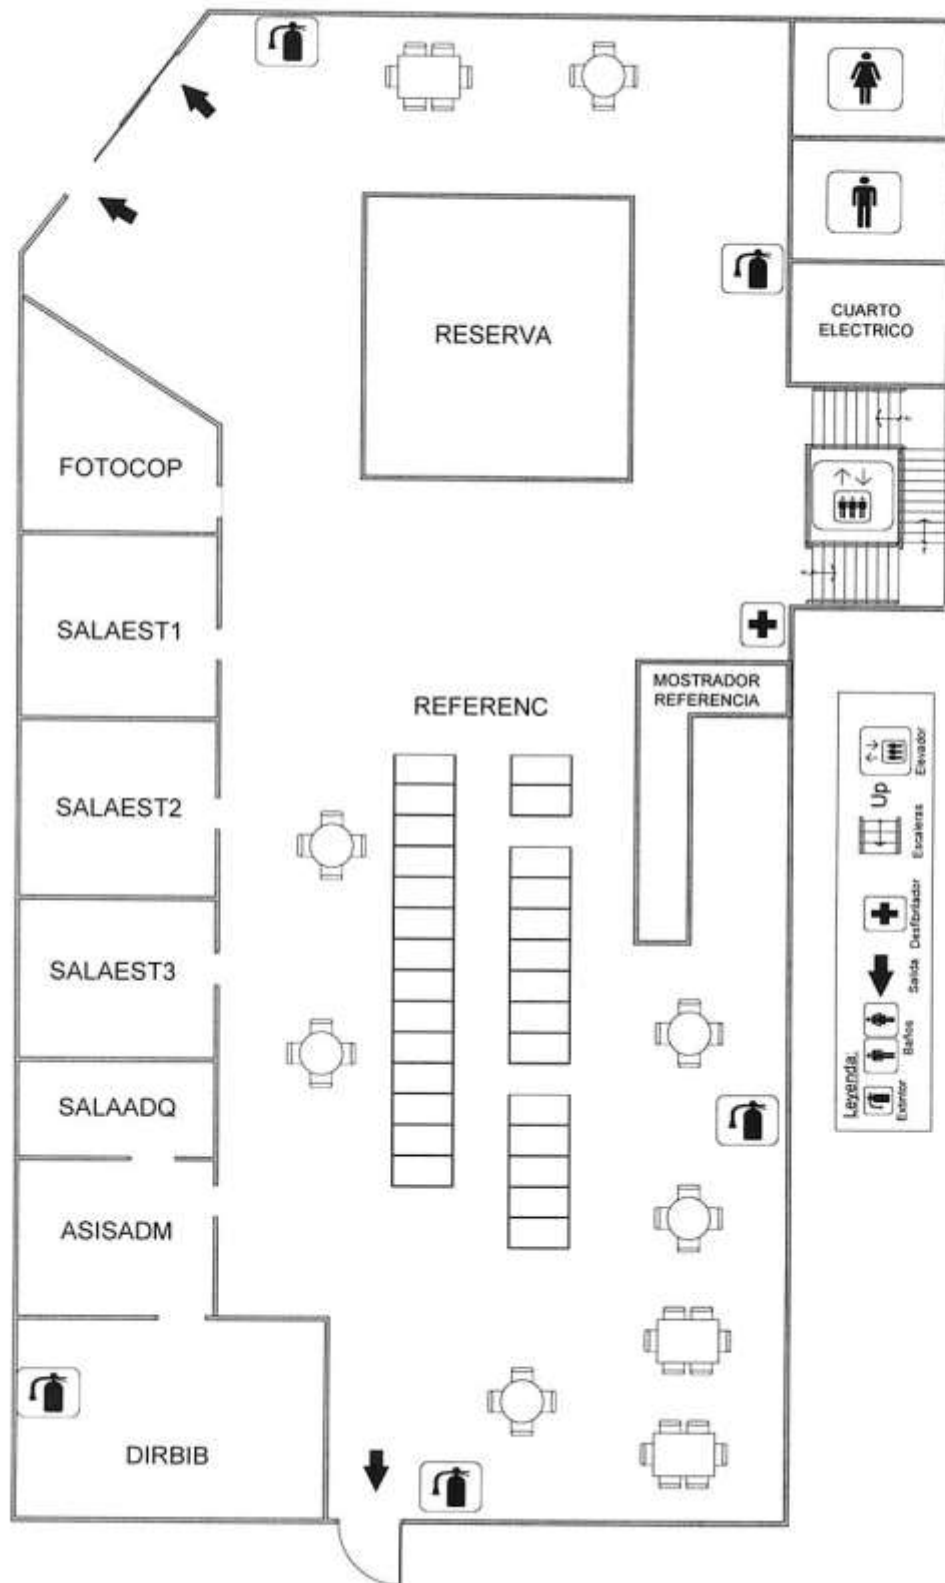 CUARTO
ELECTRICO
RESERVA
FOTOCOP
SALAEST1
MOSTRADOR
REFERENCIA
REFERENC
SALAEST2
SALAEST3
SALAADQ
ASISADM
DIRBIB
Leyenda:
Extintor
Baños
Salida
Desfibrilador
Escaleras
Up
Elevador